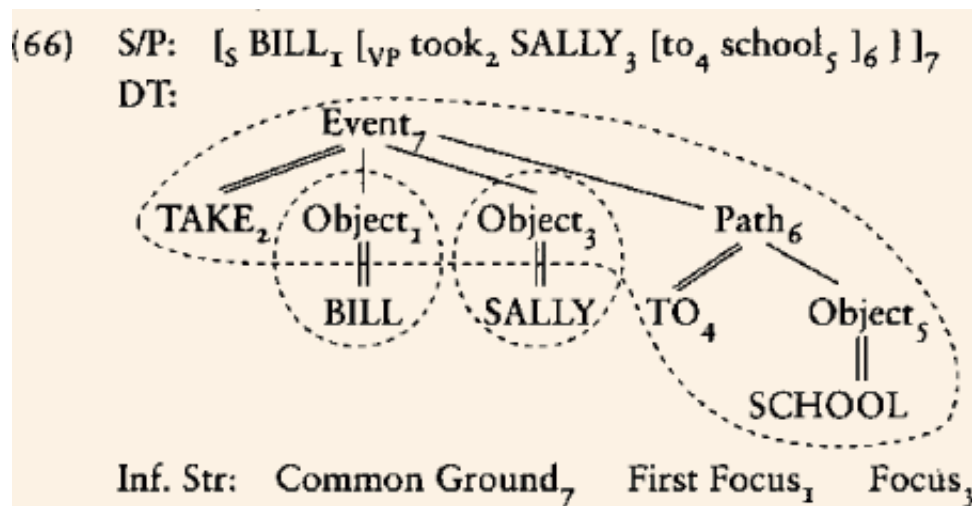 (66) S/P: [S BILL1 [VP took2 SALLY3 [to4 school5 ]6 ] ]7
DT:
Event7
TAKE2 Object1 Object3 Path6
BILL SALLY TO4 Object5
SCHOOL
Inf. Str: Common Ground7 First Focus1 Focus3